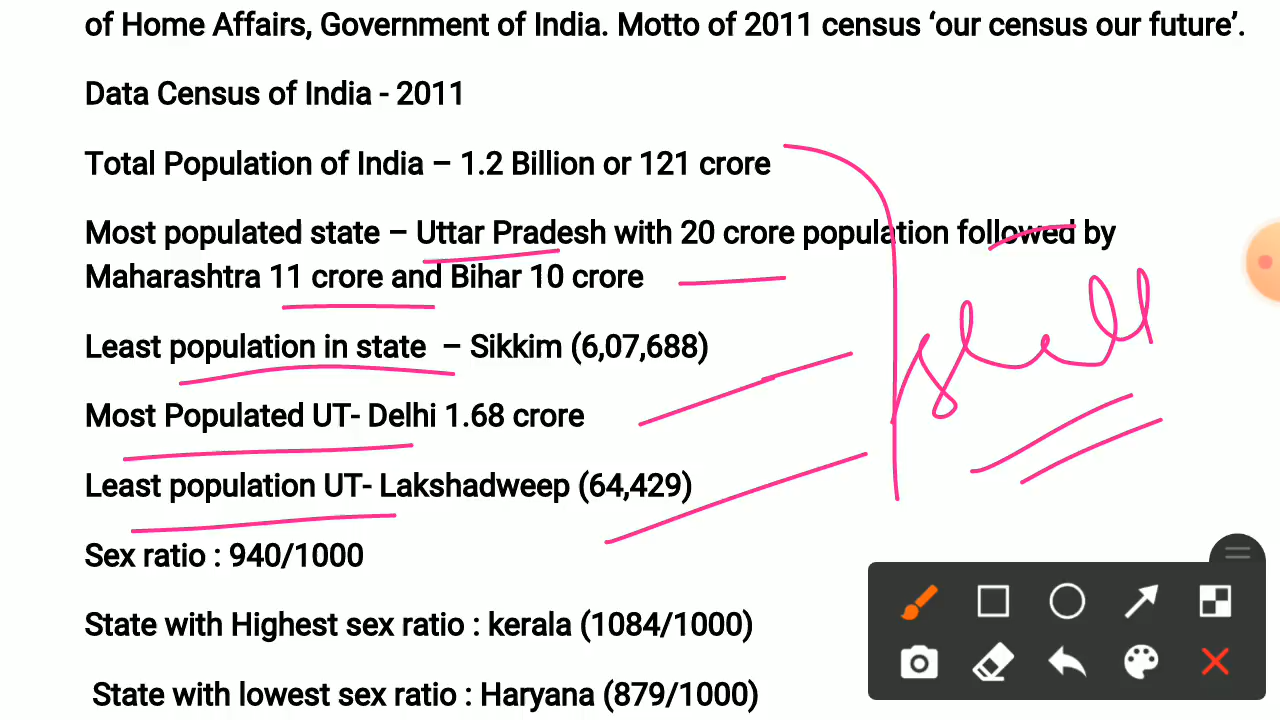 of Home Affairs, Government of India. Motto of 2011 census ‘our census our future’.
Data Census of India - 2011
Total Population of India – 1.2 Billion or 121 crore
Most populated state – Uttar Pradesh with 20 crore population followed by
Maharashtra 11 crore and Bihar 10 crore
Least population in state – Sikkim (6,07,688)
Most Populated UT- Delhi 1.68 crore
Least population UT- Lakshadweep (64,429)
Sex ratio : 940/1000
State with Highest sex ratio : kerala (1084/1000)
State with lowest sex ratio : Haryana (879/1000)